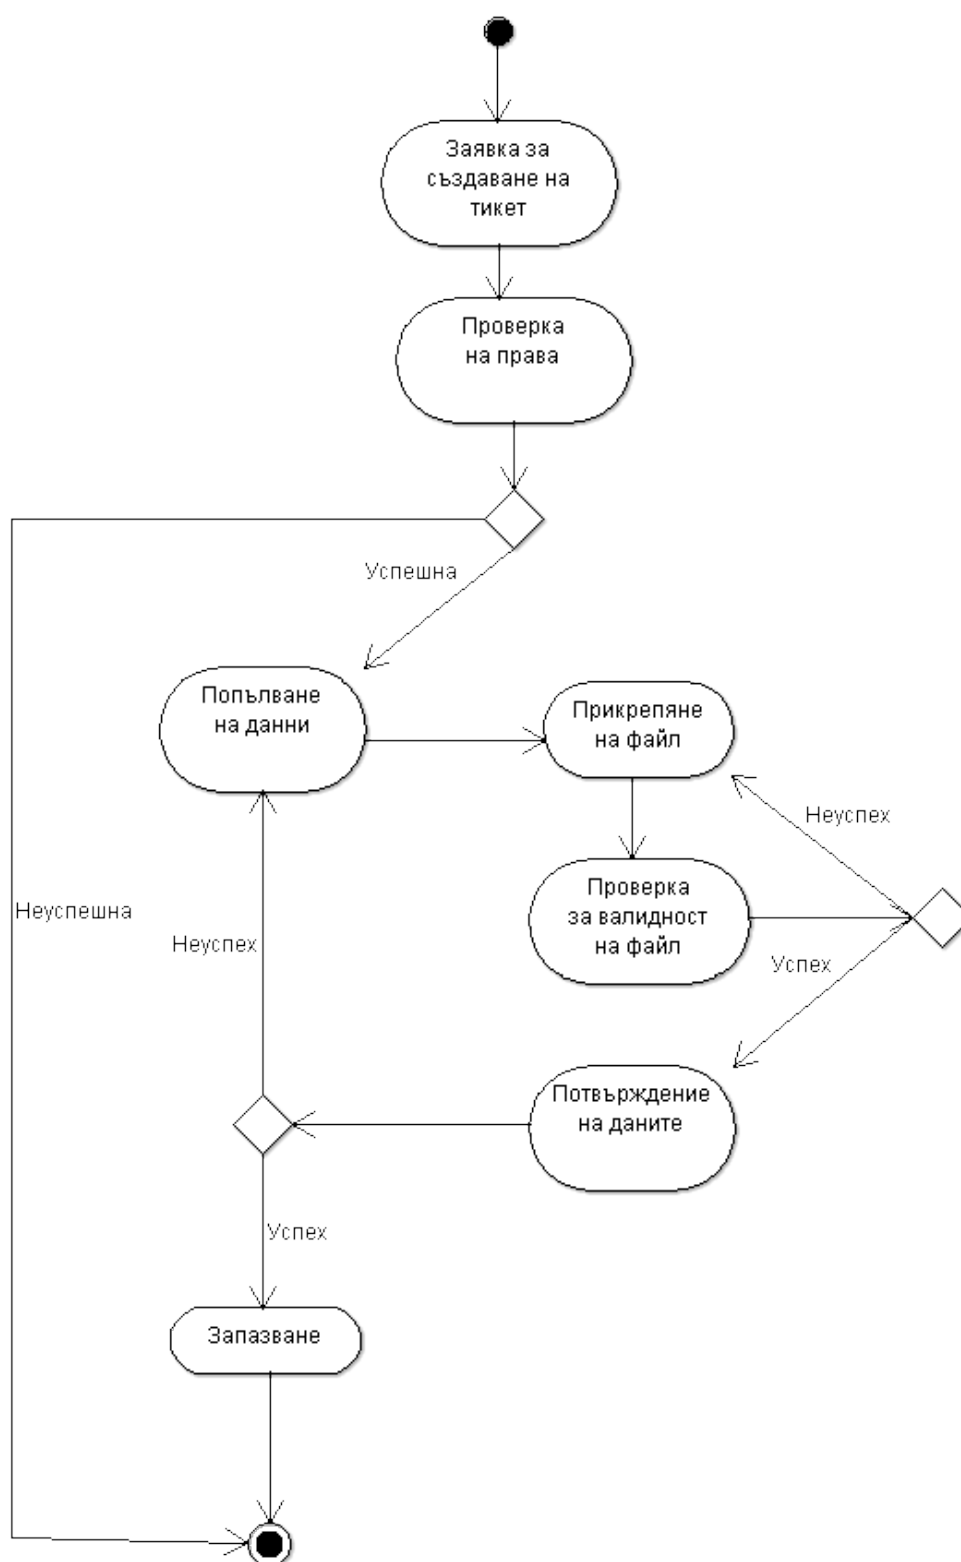 Заявка за
създаване на
тикет
Проверка
на права
Успешна
Попълване
на данни
Прикрепяне
на файл
Неуспех
Проверка
за валидност
на файл
Неуспешна
Неуспех
Успех
Потвърждение
на даните
Успех
Запазване